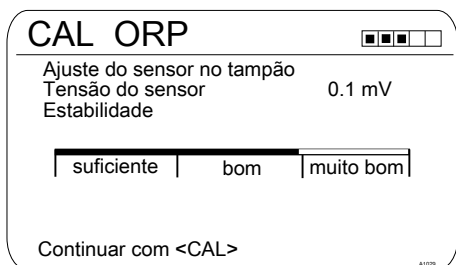 CAL ORP
Ajuste do sensor no tampão
Tensão do sensor 0.1 mV
Estabilidade
suficiente bom muito bom
Continuar com <CAL>
A1029